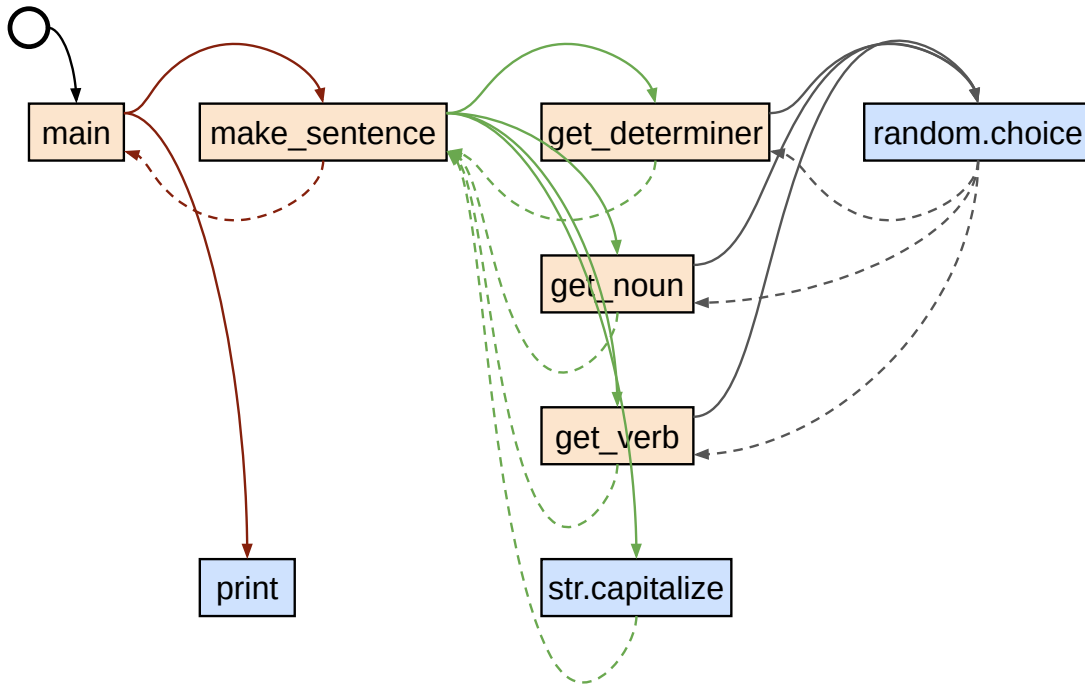 main
make_sentence
get_determiner
random.choice
get_noun
get_verb
print
str.capitalize